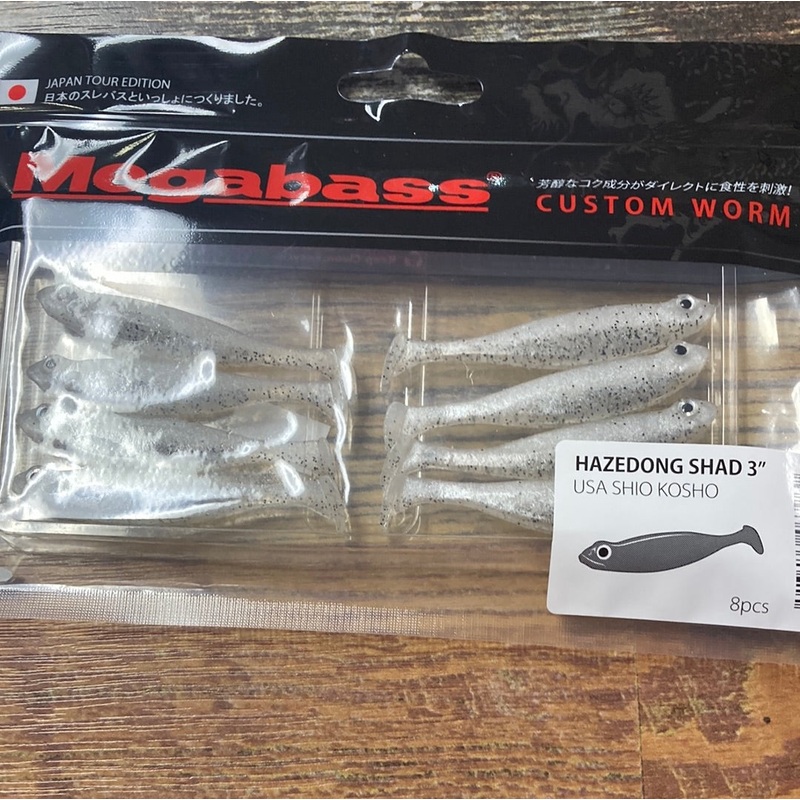 JAPAN TOUR EDITION
日本のスレバスといっしょにつくりました。
Megabass®
芳醇なコク成分がダイレクトに食性を刺激!
CUSTOM WORM
HAZEDONG SHAD 3”
USA SHIO KOSHO
8pcs